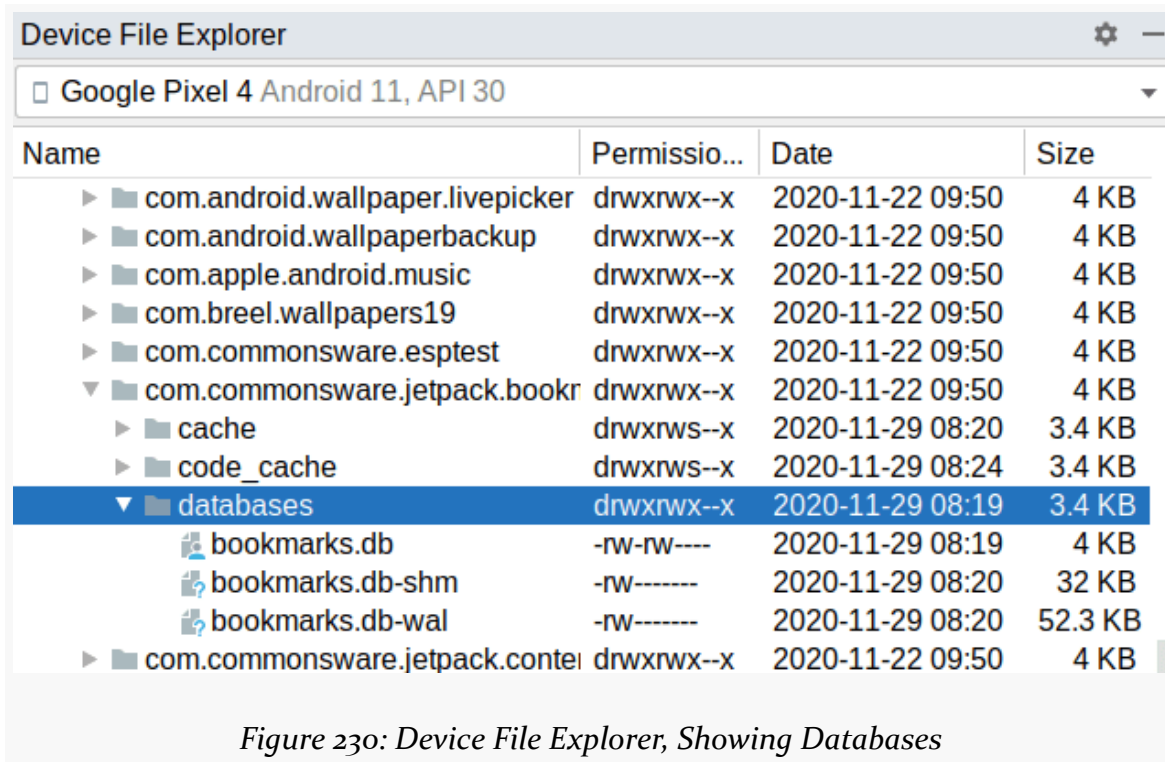 Device File Explorer
Google Pixel 4 Android 11, API 30
Name Permissio... Date Size
com.android.wallpaper.livepicker drwxrwx--x 2020-11-22 09:50 4 KB
com.android.wallpaperbackup drwxrwx--x 2020-11-22 09:50 4 KB
com.apple.android.music drwxrwx--x 2020-11-22 09:50 4 KB
com.breel.wallpapers19 drwxrwx--x 2020-11-22 09:50 4 KB
com.commonsware.esptest drwxrwx--x 2020-11-22 09:50 4 KB
com.commonsware.jetpack.bookr drwxrwx--x 2020-11-22 09:50 4 KB
cache drwxrws--x 2020-11-29 08:20 3.4 KB
code_cache drwxrws--x 2020-11-29 08:24 3.4 KB
databases drwxrwx--x 2020-11-29 08:19 3.4 KB
bookmarks.db -rw-rw---- 2020-11-29 08:19 4 KB
bookmarks.db-shm -rw------- 2020-11-29 08:20 32 KB
bookmarks.db-wal -rw------- 2020-11-29 08:20 52.3 KB
com.commonsware.jetpack.conte drwxrwx--x 2020-11-22 09:50 4 KB
Figure 230: Device File Explorer, Showing Databases